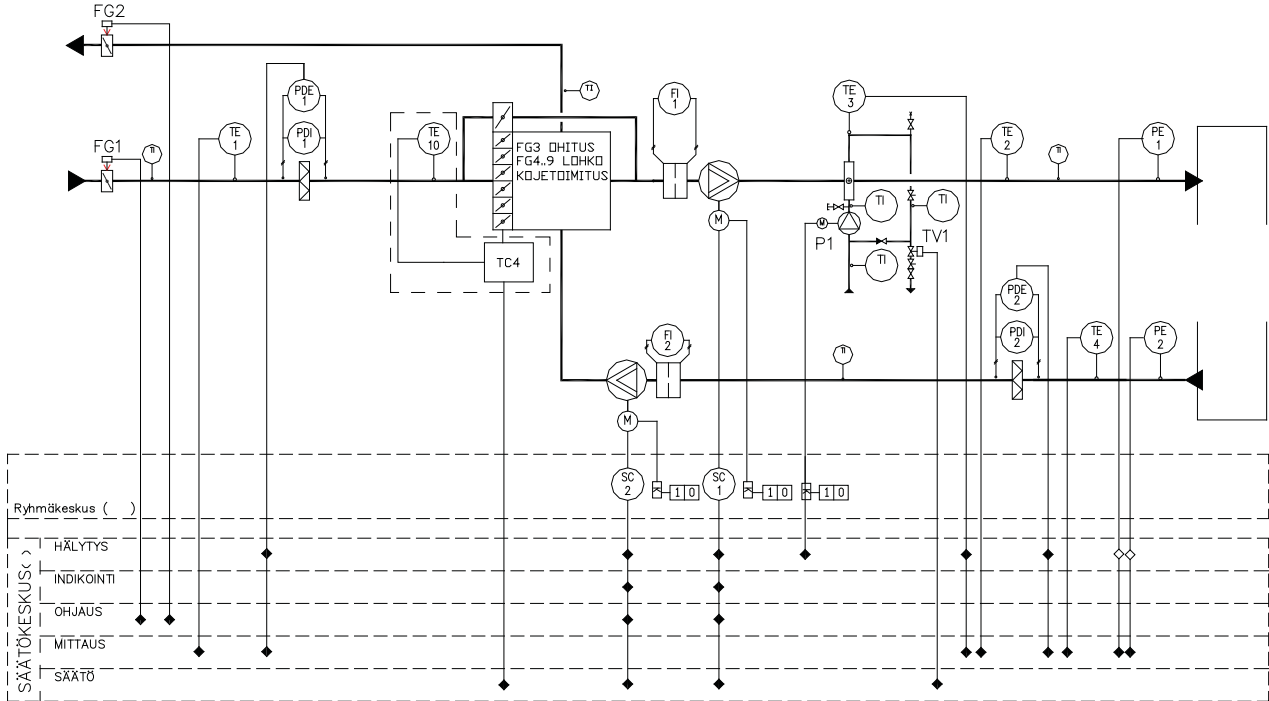 FG2
PDE
1
TI
FI
1
TE
3
FG1
TI
TE
1
PDI
1
TE
10
FG3 OHITUS
FG4..9 LOHKO
KOJETOIMITUS
TE
2
TI
PE
1
M
TI
TI
M
P1
TV1
TC4
TI
PDE
2
FI
2
TI
PDI
2
TE
4
PE
2
M
SC
2
1 0
SC
1
1 0
1 0
Ryhmäkeskus ( )
SÄÄTÖKESKUS( )
HÄLYTYS
INDIKOINTI
OHJAUS
MITTAUS
SÄÄTÖ